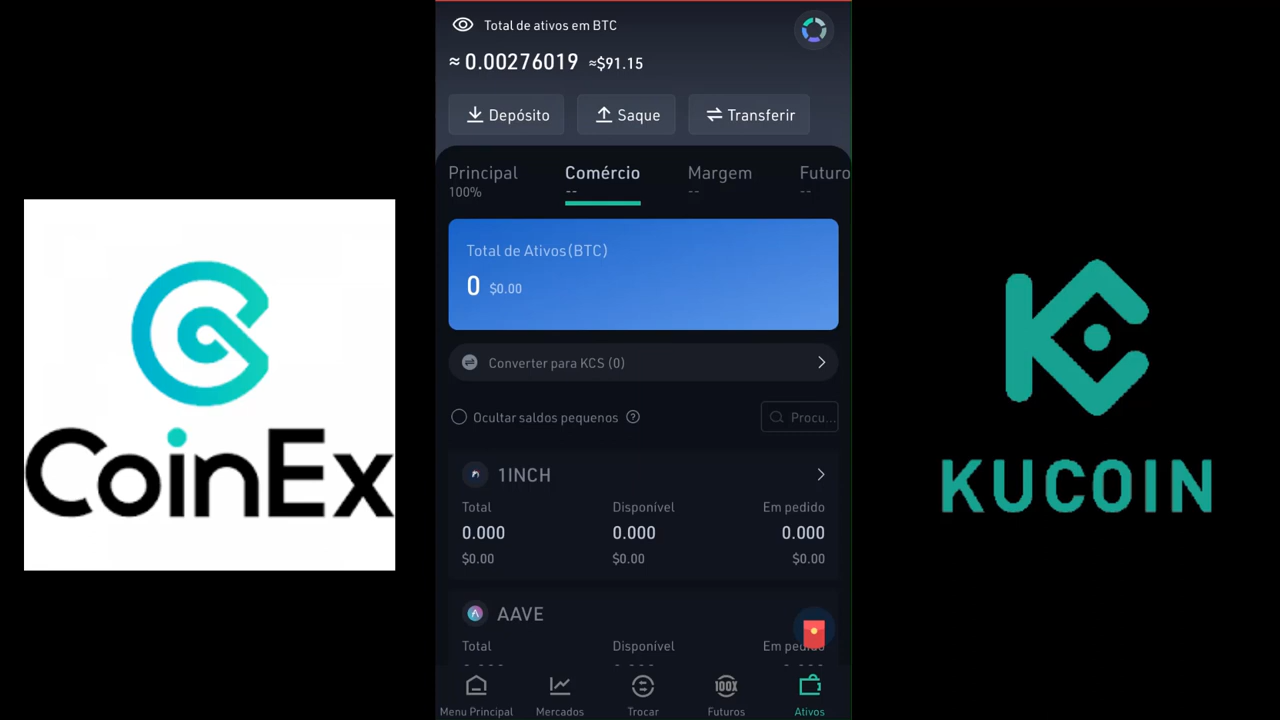 CoinEx
Total de ativos em BTC
≈ 0.00276019 ≈$91.15
Depósito Saque Transferir
Principal Comércio Margem Futuro
100% -- -- --
Total de Ativos(BTC)
0 $0.00
Converter para KCS (0)
Ocultar saldos pequenos ? Procu...
1INCH
Total Disponível Em pedido
0.000 0.000 0.000
$0.00 $0.00 $0.00
AAVE
Total Disponível Em pedido
100X
Menu Principal Mercados Trocar Futuros Ativos
KUCOIN